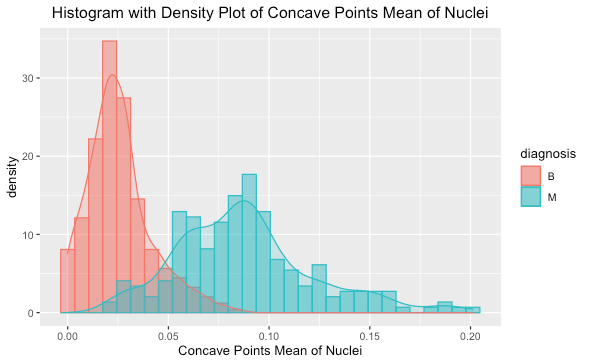 Histogram with Density Plot of Concave Points Mean of Nuclei
density
30
20
10
0
0.00 0.05 0.10 0.15 0.20
Concave Points Mean of Nuclei
diagnosis
B
M